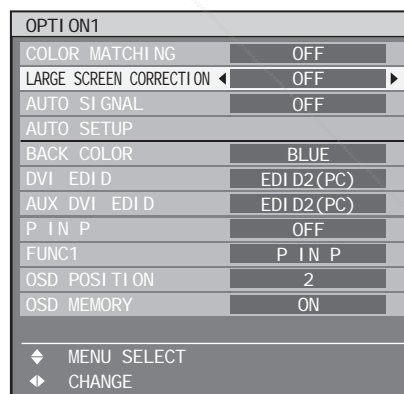 OPTION1
COLOR MATCHING OFF
LARGE SCREEN CORRECTION OFF
AUTO SIGNAL OFF
AUTO SETUP
BACK COLOR BLUE
DVI EDID EDID2(PC)
AUX DVI EDID EDID2(PC)
P IN P OFF
FUNC1 P IN P
OSD POSITION 2
OSD MEMORY ON
MENU SELECT
CHANGE